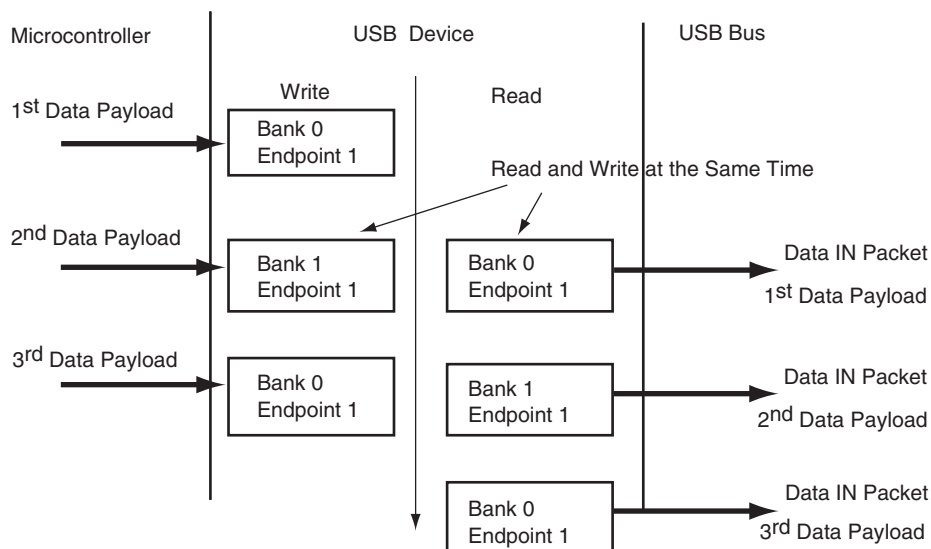 Microcontroller
USB Device
USB Bus
Write
Read
1st Data Payload
Bank 0
Endpoint 1
Read and Write at the Same Time
2nd Data Payload
Bank 1
Endpoint 1
Bank 0
Endpoint 1
Data IN Packet
1st Data Payload
3rd Data Payload
Bank 0
Endpoint 1
Bank 1
Endpoint 1
Data IN Packet
2nd Data Payload
Bank 0
Endpoint 1
Data IN Packet
3rd Data Payload